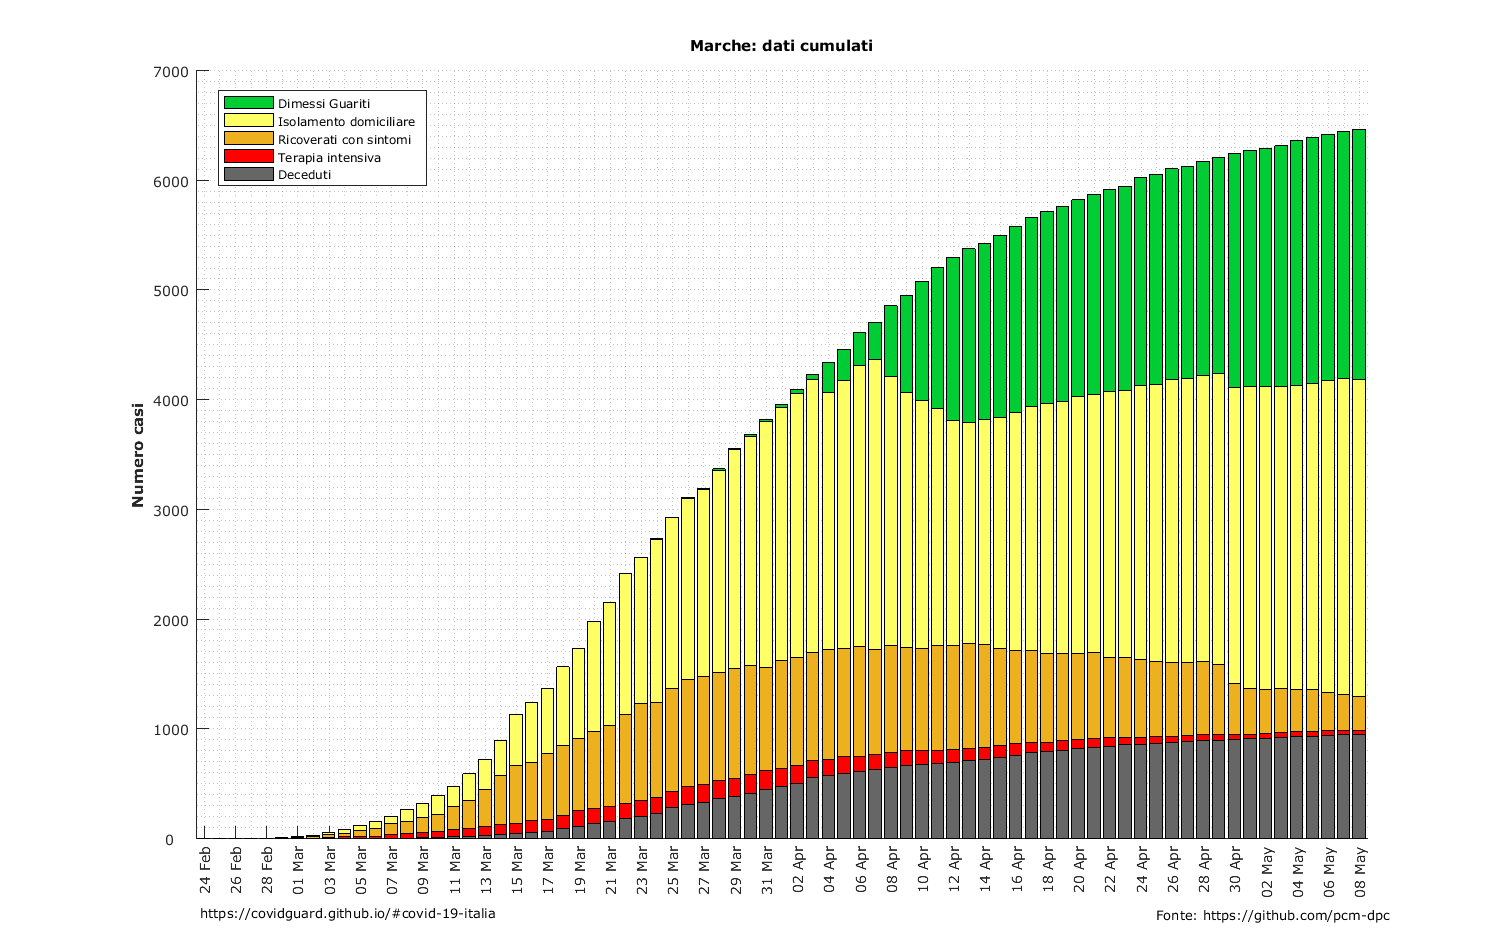 Marche: dati cumulati
7000
6000
5000
4000
3000
2000
1000
0
Numero casi
Dimessi Guariti
Isolamento domiciliare
Ricoverati con sintomi
Terapia intensiva
Deceduti
24 Feb
26 Feb
28 Feb
01 Mar
03 Mar
05 Mar
07 Mar
09 Mar
11 Mar
13 Mar
15 Mar
17 Mar
19 Mar
21 Mar
23 Mar
25 Mar
27 Mar
29 Mar
31 Mar
02 Apr
04 Apr
06 Apr
08 Apr
10 Apr
12 Apr
14 Apr
16 Apr
18 Apr
20 Apr
22 Apr
24 Apr
26 Apr
28 Apr
30 Apr
02 May
04 May
06 May
08 May
https://covidguard.github.io/#covid-19-italia
Fonte: https://github.com/pcm-dpc